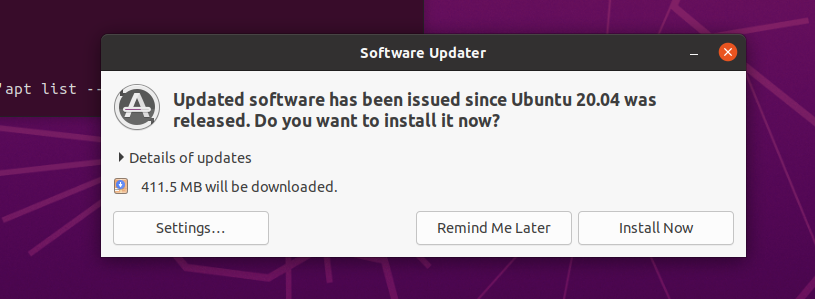 Software Updater
'apt list --
Updated software has been issued since Ubuntu 20.04 was
released. Do you want to install it now?
Details of updates
411.5 MB will be downloaded.
Settings…
Remind Me Later
Install Now